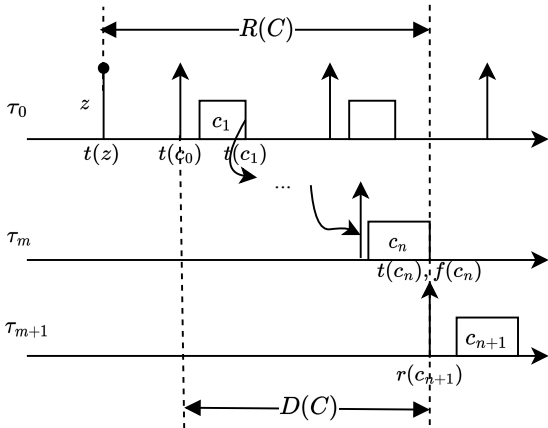 R(C)
τ₀ z c₁
t(z) t(c₀) t(c₁)
...
τₘ cₙ
t(cₙ), f(cₙ)
τₘ₊₁ cₙ₊₁
r(cₙ₊₁)
D(C)